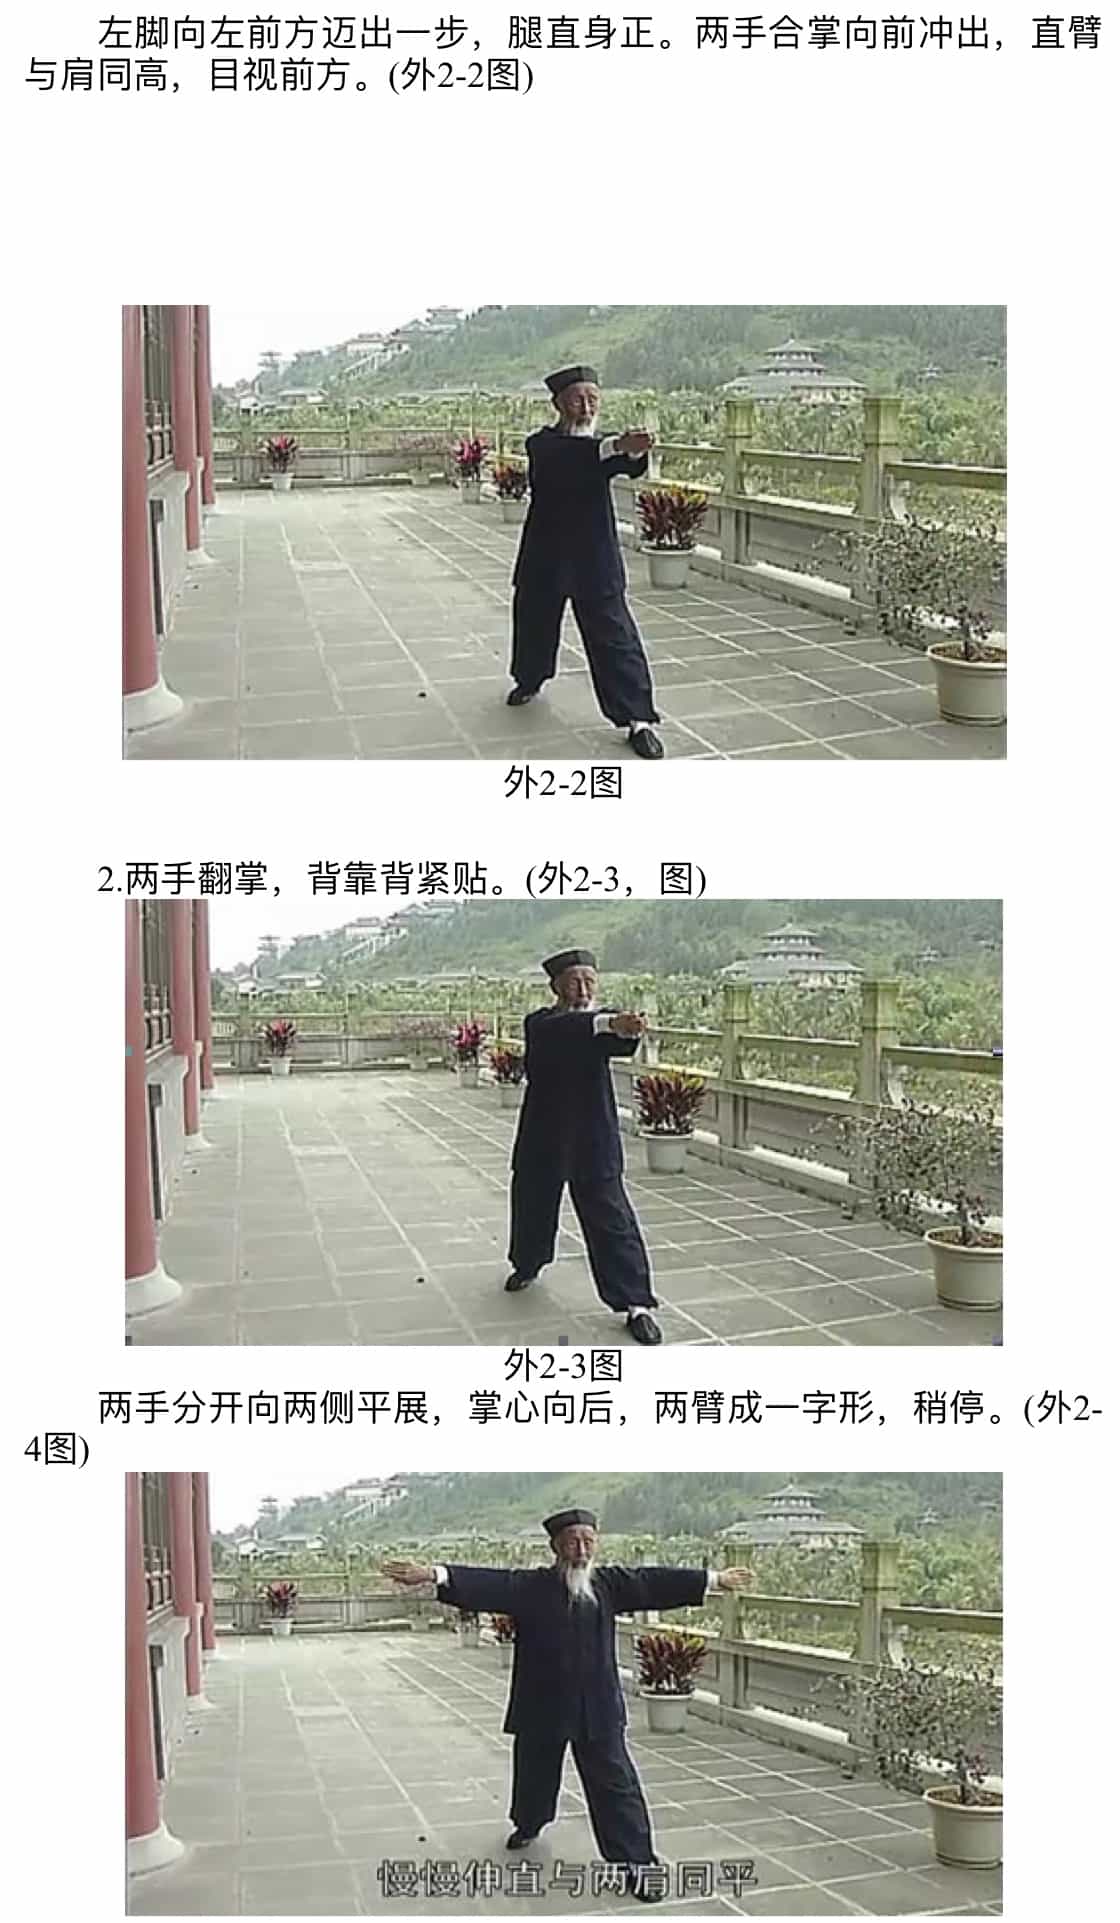 左脚向左前方迈出一步，腿直身正。两手合掌向前冲出，直臂
与肩同高，目视前方。(外2-2图)
外2-2图
2.两手翻掌，背靠背紧贴。(外2-3，图)
外2-3图
两手分开向两侧平展，掌心向后，两臂成一字形，稍停。(外2-
4图)
慢慢伸直与两肩同平